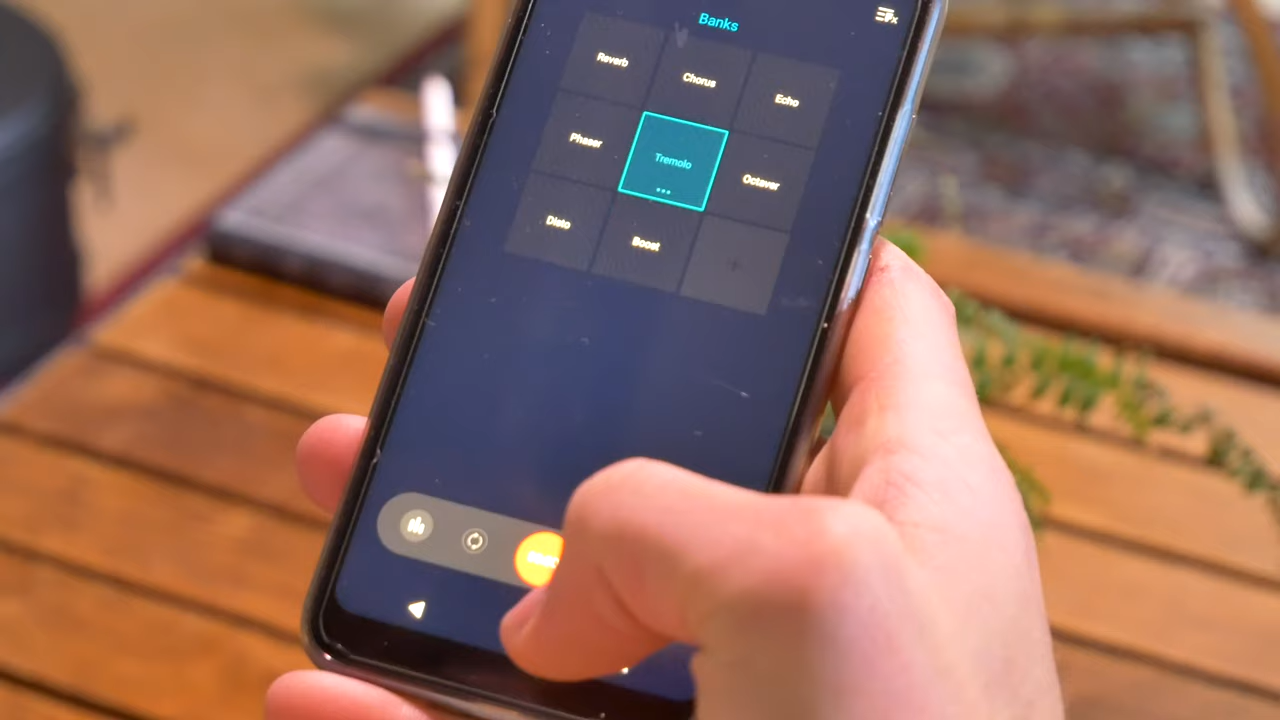 Banks
Reverb
Chorus
Echo
Phaser
Tremolo
Octaver
Disto
Boost